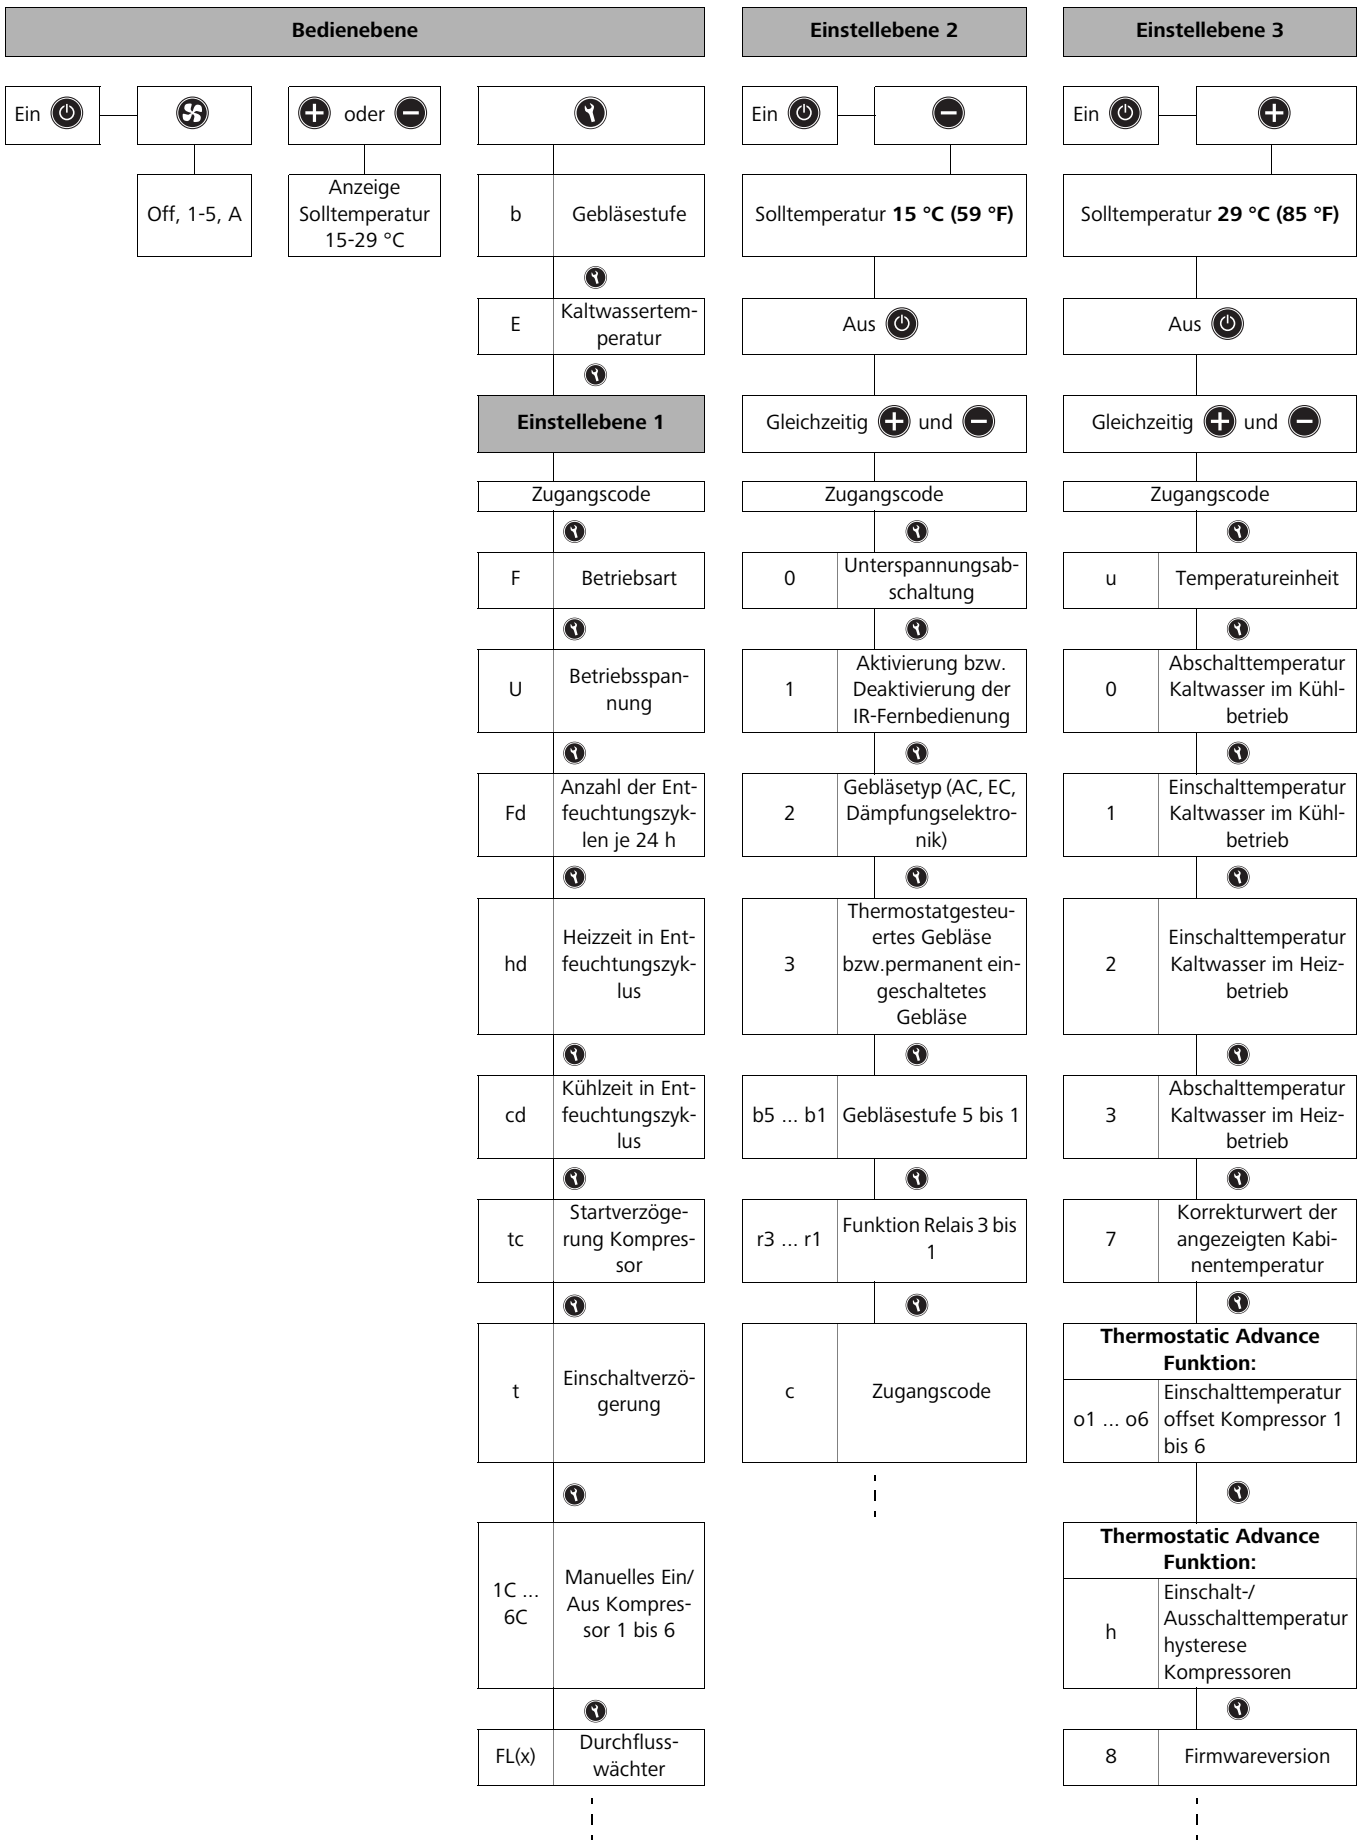 Bedienebene
Ein
Off, 1-5, A
oder
Anzeige
Solltemperatur
15-29 °C
b
Gebläsestufe
E
Kaltwassertem-
peratur
Einstellebene 1
Zugangscode
F
Betriebsart
U
Betriebsspan-
nung
Fd
Anzahl der Ent-
feuchtungszyk-
len je 24 h
hd
Heizzeit in Ent-
feuchtungszyk-
lus
cd
Kühlzeit in Ent-
feuchtungszyk-
lus
tc
Startverzöge-
rung Kompres-
sor
t
Einschaltverzö-
gerung
1C ...
6C
Manuelles Ein/
Aus Kompres-
sor 1 bis 6
FL(x)
Durchfluss-
wächter
Einstellebene 2
Ein
Solltemperatur 15 °C (59 °F)
Aus
Gleichzeitig und
Zugangscode
0
Unterspannungsab-
schaltung
1
Aktivierung bzw.
Deaktivierung der
IR-Fernbedienung
2
Gebläsetyp (AC, EC,
Dämpfungselektro-
nik)
3
Thermostatgesteu-
ertes Gebläse
bzw.permanent ein-
geschaltetes
Gebläse
b5 ... b1
Gebläsestufe 5 bis 1
r3 ... r1
Funktion Relais 3 bis
1
c
Zugangscode
Einstellebene 3
Ein
Solltemperatur 29 °C (85 °F)
Aus
Gleichzeitig und
Zugangscode
u
Temperatureinheit
0
Abschalttemperatur
Kaltwasser im Kühl-
betrieb
1
Einschalttemperatur
Kaltwasser im Kühl-
betrieb
2
Einschalttemperatur
Kaltwasser im Heiz-
betrieb
3
Abschalttemperatur
Kaltwasser im Heiz-
betrieb
7
Korrekturwert der
angezeigten Kabi-
nentemperatur
Thermostatic Advance
Funktion:
o1 ... o6
Einschalttemperatur
offset Kompressor 1
bis 6
Thermostatic Advance
Funktion:
h
Einschalt-/
Ausschalttemperatur
hysterese
Kompressoren
8
Firmwareversion